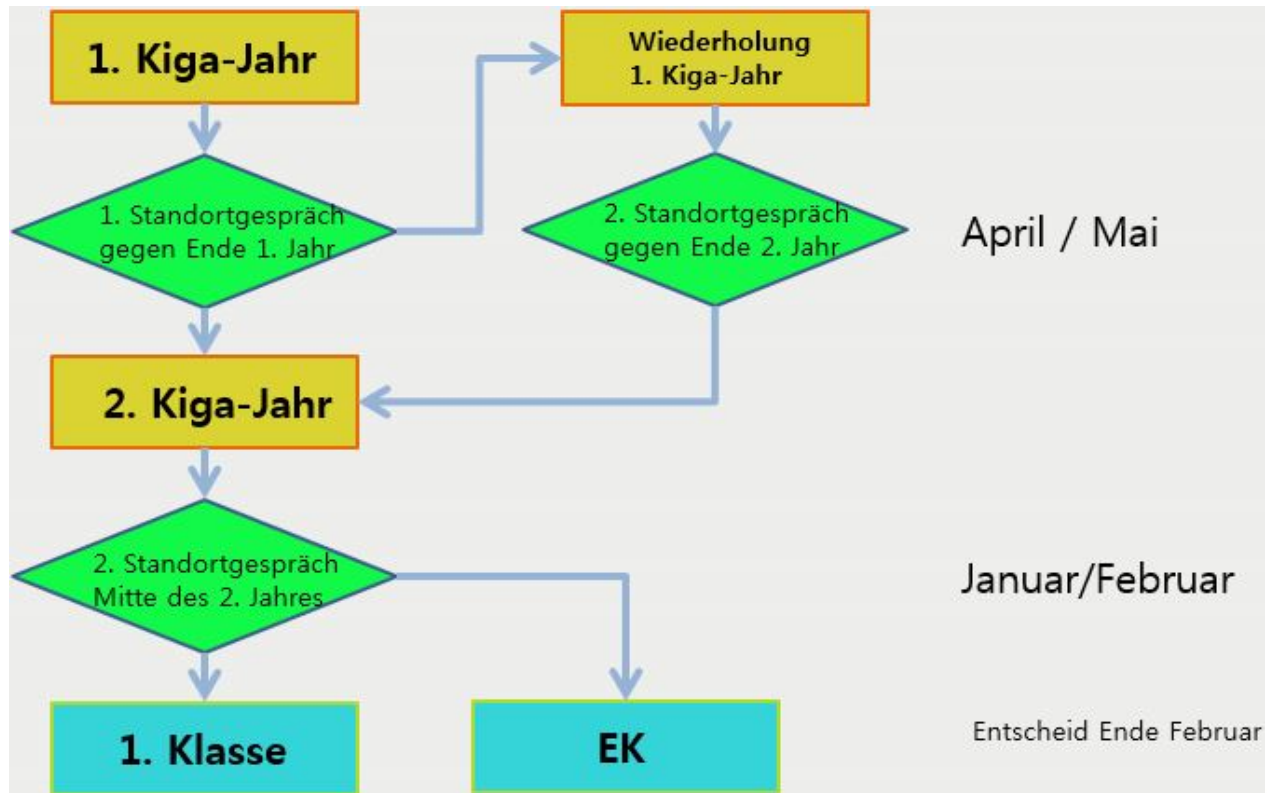 1. Kiga-Jahr
Wiederholung
1. Kiga-Jahr
1. Standortgespräch
gegen Ende 1. Jahr
2. Standortgespräch
gegen Ende 2. Jahr
April / Mai
2. Kiga-Jahr
2. Standortgespräch
Mitte des 2. Jahres
Januar/Februar
1. Klasse
EK
Entscheid Ende Februar